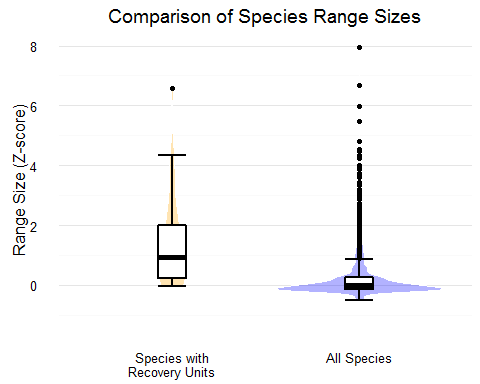 Comparison of Species Range Sizes
Range Size (Z-score)
8
6
4
2
0
Species with
Recovery Units
All Species